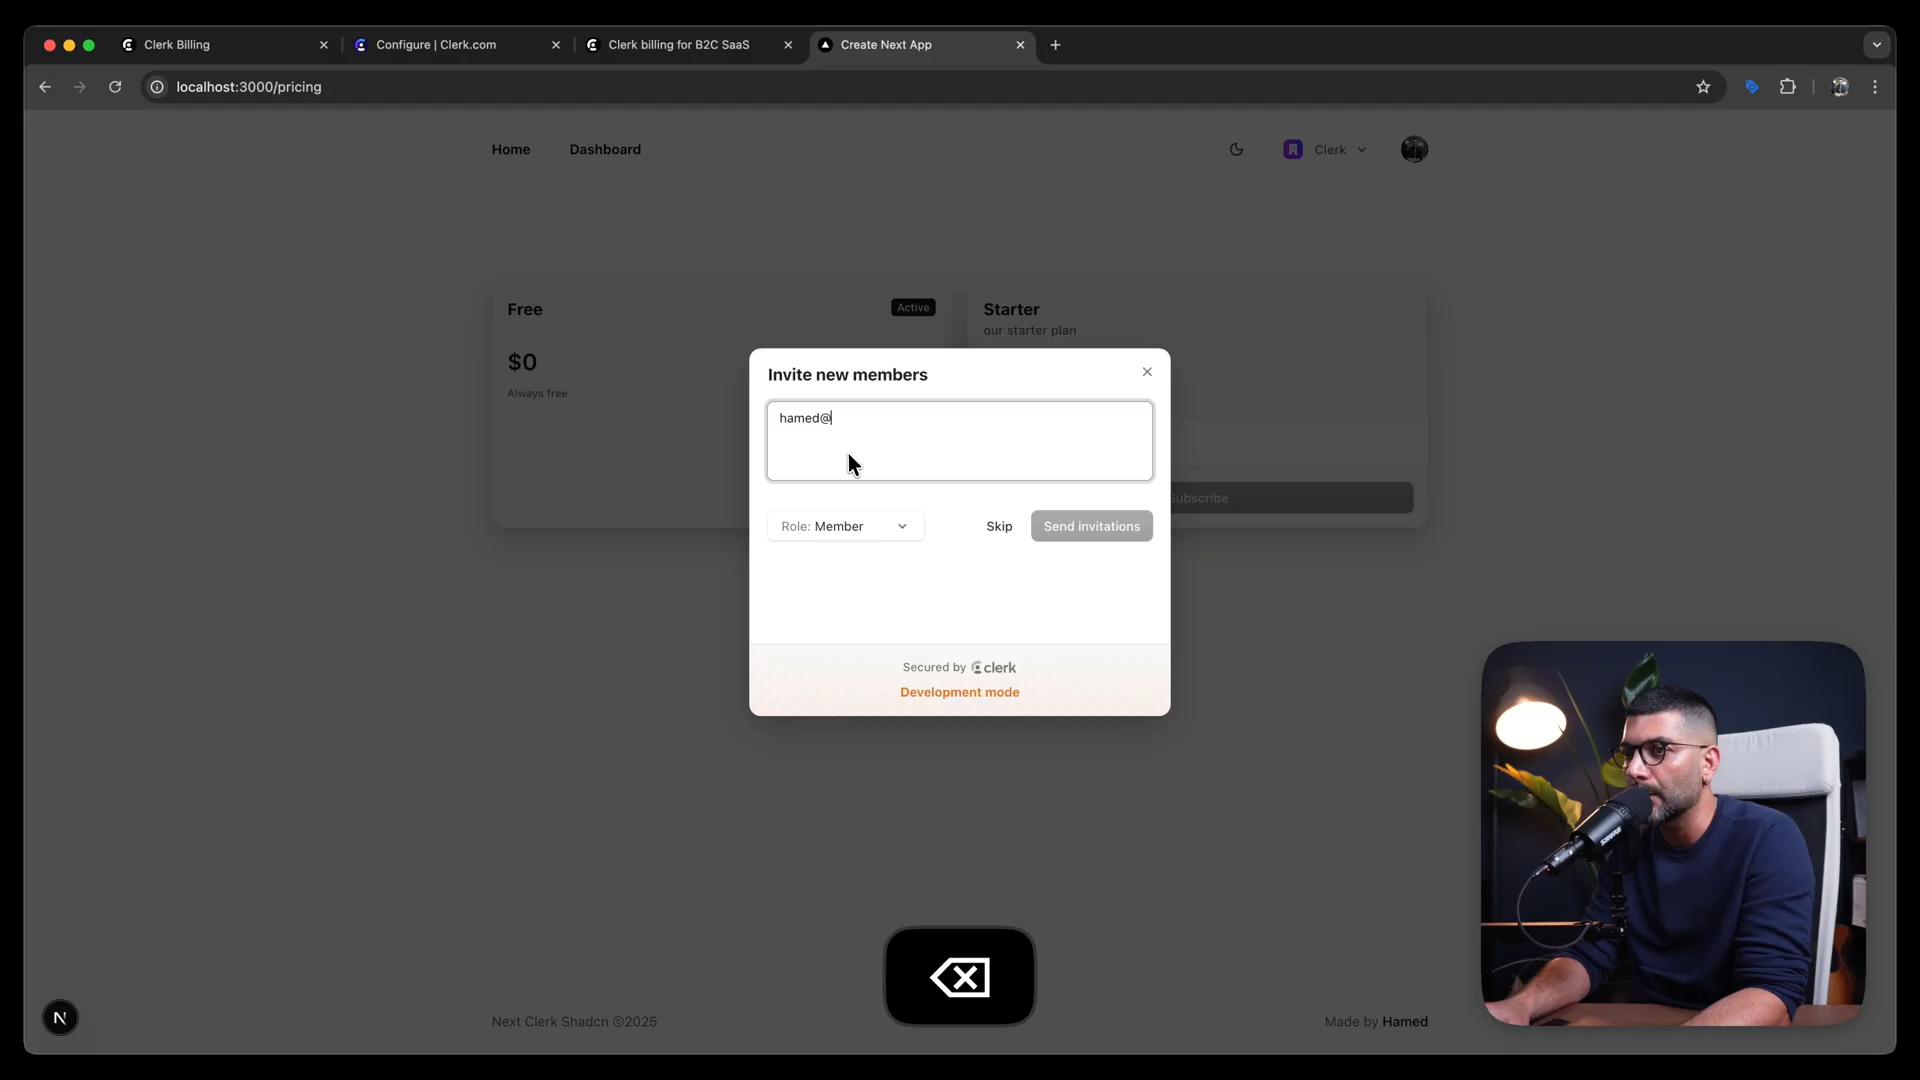 Clerk Billing
Configure | Clerk.com
Clerk billing for B2C SaaS
Create Next App
localhost:3000/pricing
Home
Dashboard
Clerk
Free
Active
$0
Always free
Starter
our starter plan
Subscribe
Invite new members
hamed@
Role: Member
Skip
Send invitations
Secured by clerk
Development mode
SHURE
N
Next Clerk Shadcn ©2025
Made by Hamed